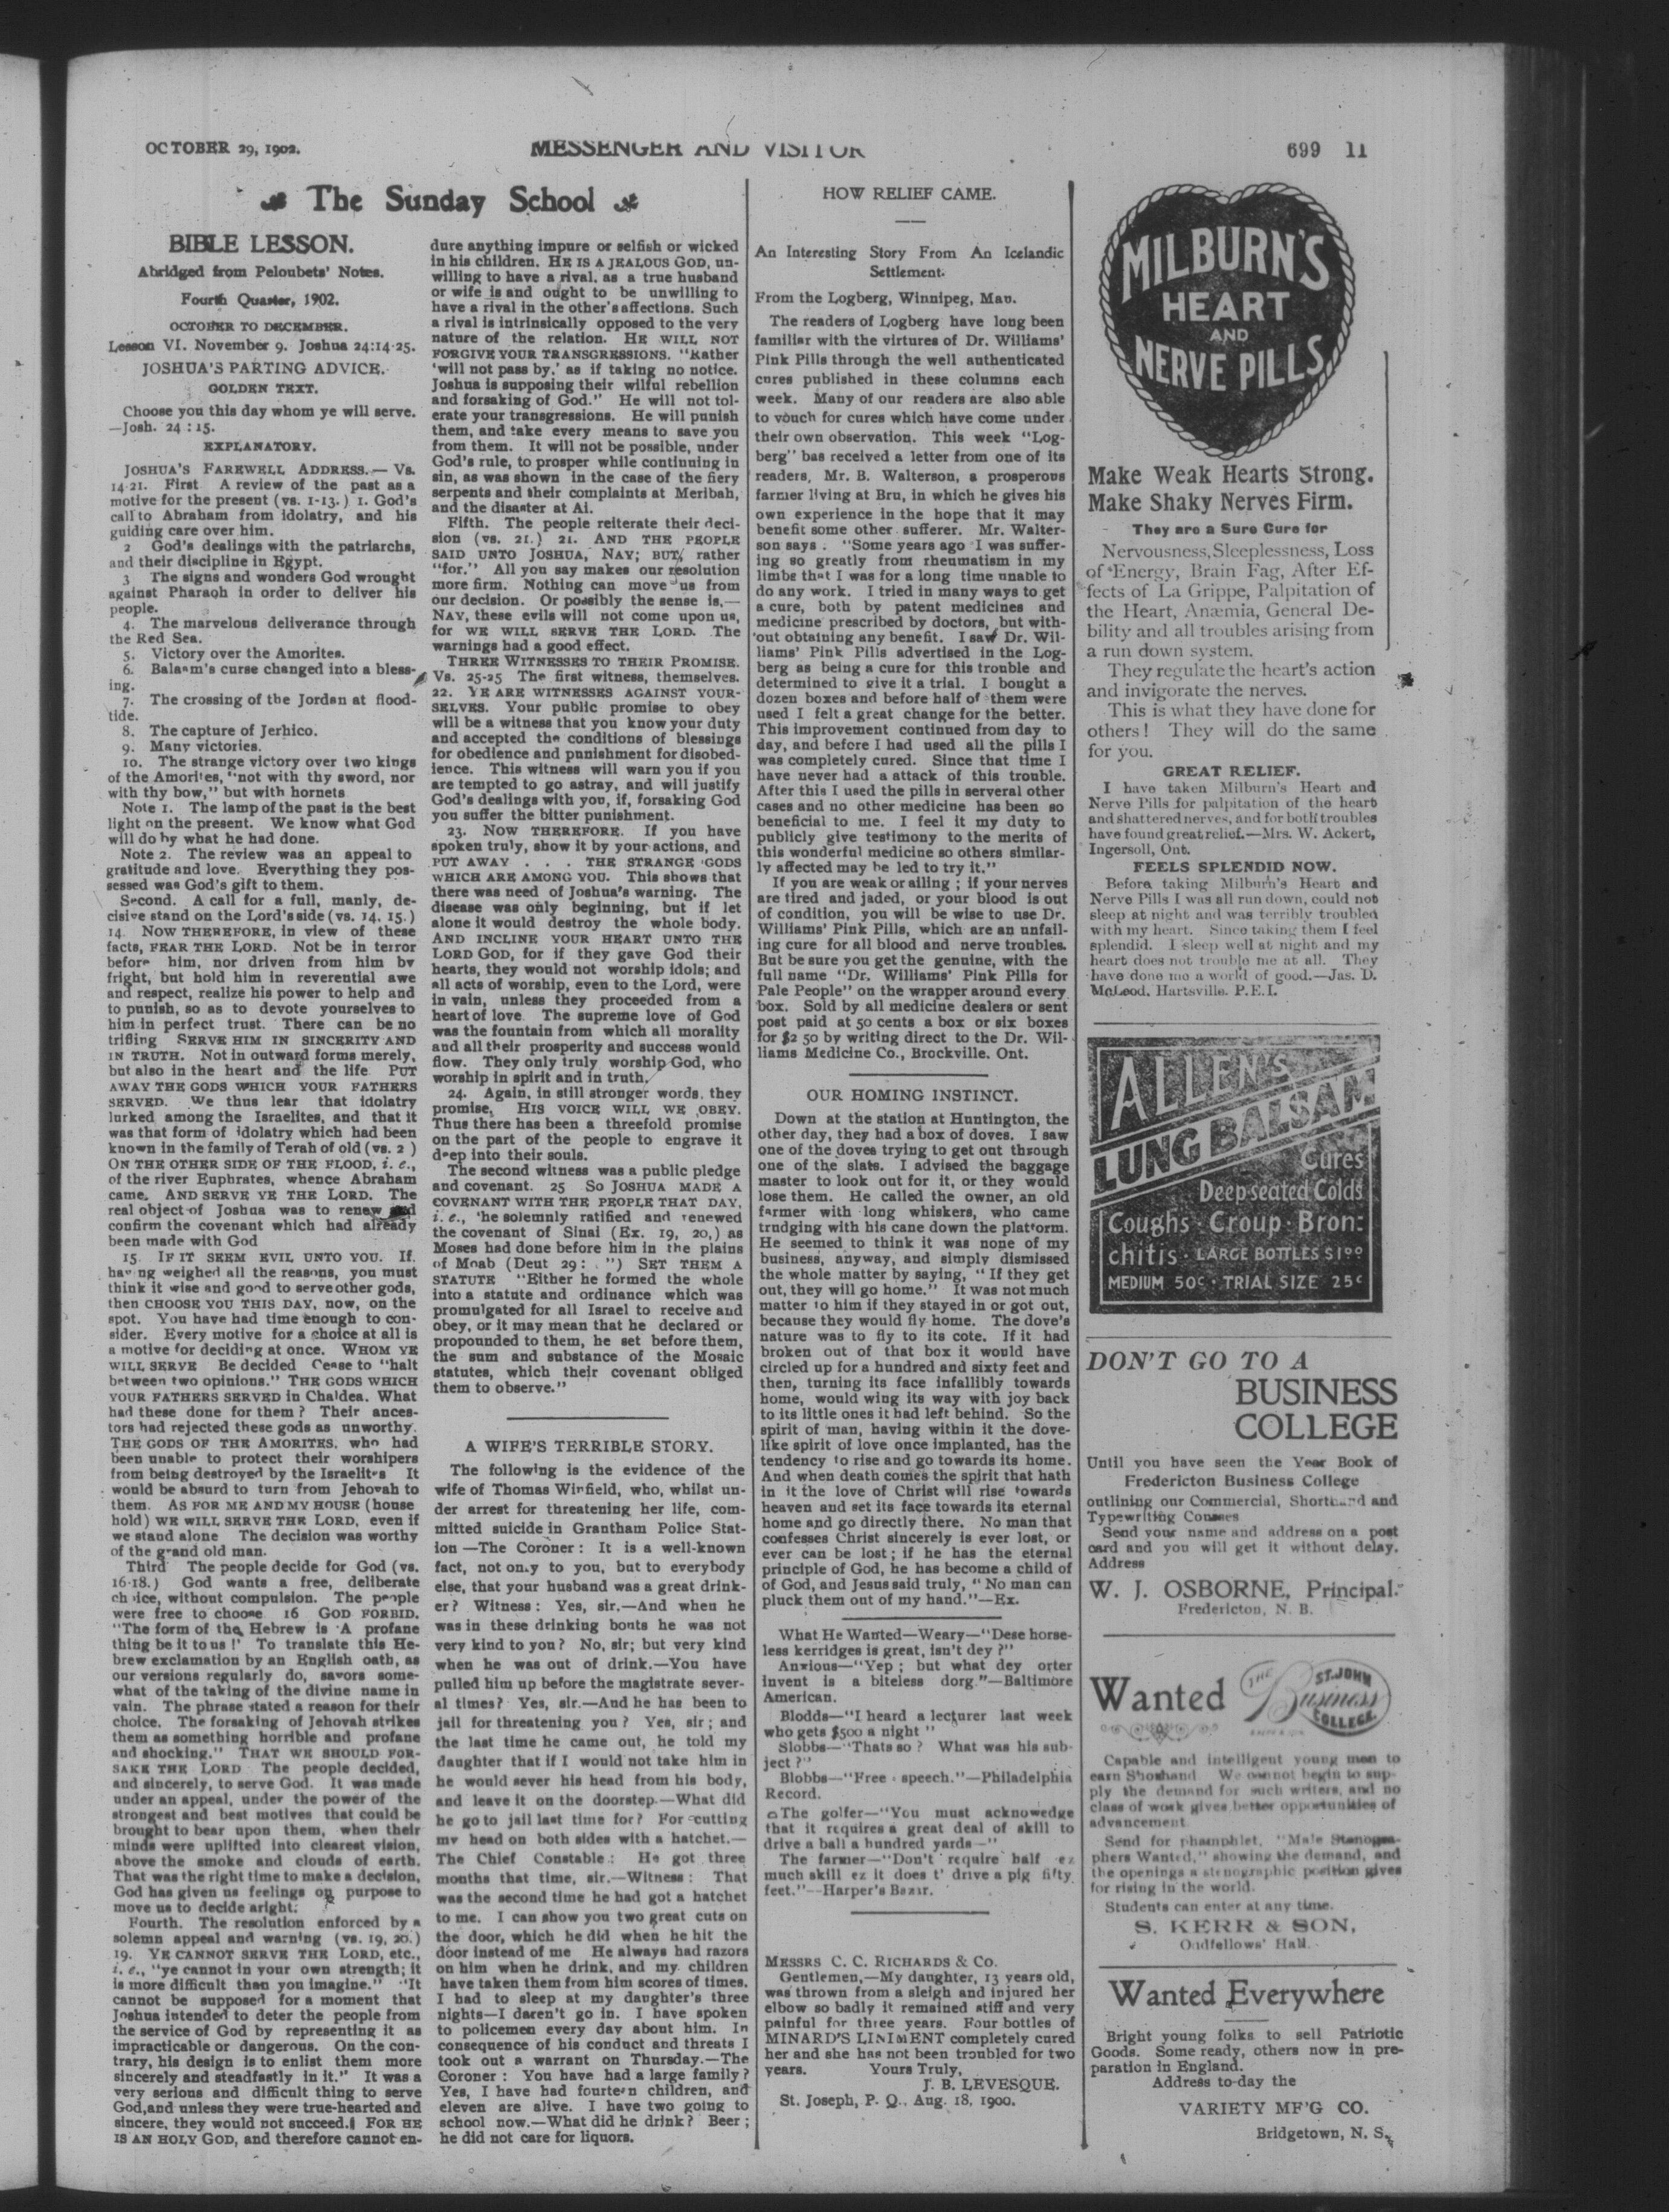 OCTOBER 29, 1902.
MESSENGER AND VISITOR
699 11
The Sunday School
BIBLE LESSON.
Abridged from Peloubets' Notes.
Fourth Quarter, 1902.
OCTOBER TO DECEMBER.
Lesson VI. November 9. Joshua 24:14-25.
JOSHUA'S PARTING ADVICE.
GOLDEN TEXT.
Choose you this day whom ye will serve.
—Josh. 24 : 15.
EXPLANATORY.
JOSHUA'S FAREWELL ADDRESS.— Vs.
14-21. First A review of the past as a
motive for the present (vs. 1-13.) 1. God's
call to Abraham from idolatry, and his
guiding care over him.
2 God's dealings with the patriarchs,
and their discipline in Egypt.
3 The signs and wonders God wrought
against Pharaoh in order to deliver his
people.
4. The marvelous deliverance through
the Red Sea.
5. Victory over the Amorites.
6. Balaam's curse changed into a bless-
ing.
7. The crossing of the Jordan at flood-
tide.
8. The capture of Jerhico.
9. Many victories.
10. The strange victory over two kings
of the Amorites, "not with thy sword, nor
with thy bow," but with hornets
Note 1. The lamp of the past is the best
light on the present. We know what God
will do by what he had done.
Note 2. The review was an appeal to
gratitude and love. Everything they pos-
sessed was God's gift to them.
Second. A call for a full, manly, de-
cisive stand on the Lord's side (vs. 14, 15.)
14. NOW THEREFORE, in view of these
facts, FEAR THE LORD. Not be in terror
before him, nor driven from him by
fright, but hold him in reverential awe
and respect, realize his power to help and
to punish, so as to devote yourselves to
him in perfect trust. There can be no
trifling SERVE HIM IN SINCERITY AND
IN TRUTH. Not in outward forms merely,
but also in the heart and the life PUT
AWAY THE GODS WHICH YOUR FATHERS
SERVED. We thus lear that idolatry
lurked among the Israelites, and that it
was that form of idolatry which had been
known in the family of Terah of old (vs. 2 )
ON THE OTHER SIDE OF THE FLOOD, i. e.,
of the river Euphrates, whence Abraham
came. AND SERVE YE THE LORD. The
real object of Joshua was to renew and
confirm the covenant which had already
been made with God
15. IF IT SEEM EVIL UNTO YOU. If.
having weighed all the reasons, you must
think it wise and good to serve other gods,
then CHOOSE YOU THIS DAY, now, on the
spot. You have had time enough to con-
sider. Every motive for a choice at all is
a motive for deciding at once. WHOM YE
WILL SERVE Be decided Cease to "halt
between two opinions." THE GODS WHICH
YOUR FATHERS SERVED in Chaldea. What
had these done for them? Their ances-
tors had rejected these gods as unworthy.
THE GODS OF THE AMORITES, who had
been unable to protect their worshipers
from being destroyed by the Israelites It
would be absurd to turn from Jehovah to
them. AS FOR ME AND MY HOUSE (house
hold) WE WILL SERVE THE LORD, even if
we stand alone The decision was worthy
of the grand old man.
Third The people decide for God (vs.
16-18.) God wants a free, deliberate
choice, without compulsion. The people
were free to choose. 16 GOD FORBID.
"The form of the Hebrew is 'A profane
thing be it to us!' To translate this He-
brew exclamation by an English oath, as
our versions regularly do, savors some-
what of the taking of the divine name in
vain. The phrase stated a reason for their
choice. The forsaking of Jehovah strikes
them as something horrible and profane
and shocking." THAT WE SHOULD FOR-
SAKE THE LORD The people decided,
and sincerely, to serve God. It was made
under an appeal, under the power of the
strongest and best motives that could be
brought to bear upon them, when their
minds were uplifted into clearest vision,
above the smoke and clouds of earth.
That was the right time to make a decision,
God has given us feelings on purpose to
move us to decide aright.
Fourth. The resolution enforced by a
solemn appeal and warning (vs. 19, 20.)
19. YE CANNOT SERVE THE LORD, etc.,
i. e., "ye cannot in your own strength; it
is more difficult than you imagine." "It
cannot be supposed for a moment that
Joshua intended to deter the people from
the service of God by representing it as
impracticable or dangerous. On the con-
trary, his design is to enlist them more
sincerely and steadfastly in it." It was a
very serious and difficult thing to serve
God,and unless they were true-hearted and
sincere, they would not succeed. FOR HE
IS AN HOLY GOD, and therefore cannot en-
dure anything impure or selfish or wicked
in his children. HE IS A JEALOUS GOD, un-
willing to have a rival, as a true husband
or wife is and ought to be unwilling to
have a rival in the other's affections. Such
a rival is intrinsically opposed to the very
nature of the relation. HE WILL NOT
FORGIVE YOUR TRANSGRESSIONS. "Rather
'will not pass by,' as if taking no notice.
Joshua is supposing their wilful rebellion
and forsaking of God." He will not tol-
erate your transgressions. He will punish
them, and take every means to save you
from them. It will not be possible, under
God's rule, to prosper while continuing in
sin, as was shown in the case of the fiery
serpents and their complaints at Meribah,
and the disaster at Ai.
Fifth. The people reiterate their deci-
sion (vs. 21.) 21. AND THE PEOPLE
SAID UNTO JOSHUA, NAY; BUT, rather
"for." All you say makes our resolution
more firm. Nothing can move us from
our decision. Or possibly the sense is,—
NAY, these evils will not come upon us,
for WE WILL SERVE THE LORD. The
warnings had a good effect.
THREE WITNESSES TO THEIR PROMISE.
Vs. 25-25 The first witness, themselves.
22. YE ARE WITNESSES AGAINST YOUR-
SELVES. Your public promise to obey
will be a witness that you know your duty
and accepted the conditions of blessings
for obedience and punishment for disobed-
ience. This witness will warn you if you
are tempted to go astray, and will justify
God's dealings with you, if, forsaking God
you suffer the bitter punishment.
23. NOW THEREFORE. If you have
spoken truly, show it by your actions, and
PUT AWAY . . . THE STRANGE GODS
WHICH ARE AMONG YOU. This shows that
there was need of Joshua's warning. The
disease was only beginning, but if let
alone it would destroy the whole body.
AND INCLINE YOUR HEART UNTO THE
LORD GOD, for if they gave God their
hearts, they would not worship idols; and
all acts of worship, even to the Lord, were
in vain, unless they proceeded from a
heart of love. The supreme love of God
was the fountain from which all morality
and all their prosperity and success would
flow. They only truly worship God, who
worship in spirit and in truth.
24. Again, in still stronger words, they
promise, HIS VOICE WILL WE OBEY.
Thus there has been a threefold promise
on the part of the people to engrave it
deep into their souls.
The second witness was a public pledge
and covenant. 25 So JOSHUA MADE A
COVENANT WITH THE PEOPLE THAT DAY,
i. e., 'he solemnly ratified and renewed
the covenant of Sinai (Ex. 19, 20,) as
Moses had done before him in the plains
of Moab (Deut 29: ") SET THEM A
STATUTE "Either he formed the whole
into a statute and ordinance which was
promulgated for all Israel to receive and
obey, or it may mean that he declared or
propounded to them, he set before them,
the sum and substance of the Mosaic
statutes, which their covenant obliged
them to observe."
A WIFE'S TERRIBLE STORY.
The following is the evidence of the
wife of Thomas Winfield, who, whilst un-
der arrest for threatening her life, com-
mitted suicide in Grantham Police Stat-
ion —The Coroner : It is a well-known
fact, not only to you, but to everybody
else, that your husband was a great drink-
er? Witness: Yes, sir.—And when he
was in these drinking bouts he was not
very kind to you? No, sir; but very kind
when he was out of drink.—You have
pulled him up before the magistrate sever-
al times? Yes, sir.—And he has been to
jail for threatening you? Yes, sir; and
the last time he came out, he told my
daughter that if I would not take him in
he would sever his head from his body,
and leave it on the doorstep.—What did
he go to jail last time for? For cutting
my head on both sides with a hatchet.—
The Chief Constable: He got three
months that time, sir.—Witness: That
was the second time he had got a hatchet
to me. I can show you two great cuts on
the door, which he did when he hit the
door instead of me He always had razors
on him when he drink, and my children
have taken them from him scores of times.
I had to sleep at my daughter's three
nights—I daren't go in. I have spoken
to policemen every day about him. In
consequence of his conduct and threats I
took out a warrant on Thursday.—The
Coroner : You have had a large family?
Yes, I have had fourteen children, and
eleven are alive. I have two going to
school now.—What did he drink? Beer ;
he did not care for liquors.
HOW RELIEF CAME.
An Interesting Story From An Icelandic
Settlement.
From the Logberg, Winnipeg, Man.
The readers of Logberg have long been
familiar with the virtures of Dr. Williams'
Pink Pills through the well authenticated
cures published in these columns each
week. Many of our readers are also able
to vouch for cures which have come under
their own observation. This week "Log-
berg" has received a letter from one of its
readers, Mr. B. Walterson, a prosperous
farmer living at Bru, in which he gives his
own experience in the hope that it may
benefit some other sufferer. Mr. Walter-
son says : "Some years ago I was suffer-
ing so greatly from rheumatism in my
limbs that I was for a long time unable to
do any work. I tried in many ways to get
a cure, both by patent medicines and
medicine prescribed by doctors, but with-
out obtaining any benefit. I saw Dr. Wil-
liams' Pink Pills advertised in the Log-
berg as being a cure for this trouble and
determined to give it a trial. I bought a
dozen boxes and before half of them were
used I felt a great change for the better.
This improvement continued from day to
day, and before I had used all the pills I
was completely cured. Since that time I
have never had a attack of this trouble.
After this I used the pills in serveral other
cases and no other medicine has been so
beneficial to me. I feel it my duty to
publicly give testimony to the merits of
this wonderful medicine so others similar-
ly affected may be led to try it."
If you are weak or ailing ; if your nerves
are tired and jaded, or your blood is out
of condition, you will be wise to use Dr.
Williams' Pink Pills, which are an unfail-
ing cure for all blood and nerve troubles.
But be sure you get the genuine, with the
full name "Dr. Williams' Pink Pills for
Pale People" on the wrapper around every
box. Sold by all medicine dealers or sent
post paid at 50 cents a box or six boxes
for $2 50 by writing direct to the Dr. Wil-
liams Medicine Co., Brockville. Ont.
OUR HOMING INSTINCT.
Down at the station at Huntington, the
other day, they had a box of doves. I saw
one of the doves trying to get out through
one of the slats. I advised the baggage
master to look out for it, or they would
lose them. He called the owner, an old
farmer with long whiskers, who came
trudging with his cane down the platform.
He seemed to think it was none of my
business, anyway, and simply dismissed
the whole matter by saying, " If they get
out, they will go home." It was not much
matter to him if they stayed in or got out,
because they would fly home. The dove's
nature was to fly to its cote. If it had
broken out of that box it would have
circled up for a hundred and sixty feet and
then, turning its face infallibly towards
home, would wing its way with joy back
to its little ones it had left behind. So the
spirit of man, having within it the dove-
like spirit of love once implanted, has the
tendency to rise and go towards its home.
And when death comes the spirit that hath
in it the love of Christ will rise towards
heaven and set its face towards its eternal
home and go directly there. No man that
confesses Christ sincerely is ever lost, or
ever can be lost; if he has the eternal
principle of God, he has become a child of
of God, and Jesus said truly, " No man can
pluck them out of my hand."—Ex.
What He Wanted—Weary—"Dese horse-
less kerridges is great, isn't dey ?"
Anxious—"Yep ; but what dey orter
invent is a biteless dorg."—Baltimore
American.
Blodds—"I heard a lecturer last week
who gets $500 a night "
Slobbs—"Thats so ? What was his sub-
ject ?"
Blobbs—"Free speech."—Philadelphia
Record.
The golfer—"You must acknowedge
that it requires a great deal of skill to
drive a ball a hundred yards—"
The farmer—"Don't require half ez
much skill ez it does t' drive a pig fifty
feet."—Harper's Bazar.
MESSRS C. C. RICHARDS & Co.
Gentlemen,—My daughter, 13 years old,
was thrown from a sleigh and injured her
elbow so badly it remained stiff and very
painful for three years. Four bottles of
MINARD'S LINIMENT completely cured
her and she has not been troubled for two
years. Yours Truly,
J. B. LEVESQUE.
St. Joseph, P. Q., Aug. 18, 1900.
MILBURN'S
HEART
AND
NERVE PILLS
Make Weak Hearts Strong.
Make Shaky Nerves Firm.
They are a Sure Cure for
Nervousness, Sleeplessness, Loss
of Energy, Brain Fag, After Ef-
fects of La Grippe, Palpitation of
the Heart, Anæmia, General De-
bility and all troubles arising from
a run down system.
They regulate the heart's action
and invigorate the nerves.
This is what they have done for
others! They will do the same
for you.
GREAT RELIEF.
I have taken Milburn's Heart and
Nerve Pills for palpitation of the heart
and shattered nerves, and for both troubles
have found great relief.—Mrs. W. Ackert,
Ingersoll, Ont.
FEELS SPLENDID NOW.
Before taking Milburn's Heart and
Nerve Pills I was all run down, could not
sleep at night and was terribly troubled
with my heart. Since taking them I feel
splendid. I sleep well at night and my
heart does not trouble me at all. They
have done me a world of good.—Jas. D.
McLeod, Hartsville. P.E.I.
ALLEN'S
LUNG BALSAM
Cures
Deep-seated Colds
Coughs · Croup · Bron-
chitis · LARGE BOTTLES $1.00
MEDIUM 50c · TRIAL SIZE 25c
DON'T GO TO A
BUSINESS
COLLEGE
Until you have seen the Year Book of
Fredericton Business College
outlining our Commercial, Shorthand and
Typewriting Courses
Send your name and address on a post
card and you will get it without delay.
Address
W. J. OSBORNE, Principal.
Fredericton, N. B.
Wanted
THE
ST. JOHN
Business
COLLEGE.
Capable and intelligent young men to
earn Shorhand We cannot begin to sup-
ply the demand for such writers, and no
class of work gives better opportunities of
advancement
Send for phamphlet, "Male Stenogra-
phers Wanted," showing the demand, and
the openings a stenographic position gives
for rising in the world.
Students can enter at any time.
S. KERR & SON,
Oddfellows' Hall.
Wanted Everywhere
Bright young folks to sell Patriotic
Goods. Some ready, others now in pre-
paration in England.
Address to-day the
VARIETY MF'G CO.
Bridgetown, N. S.